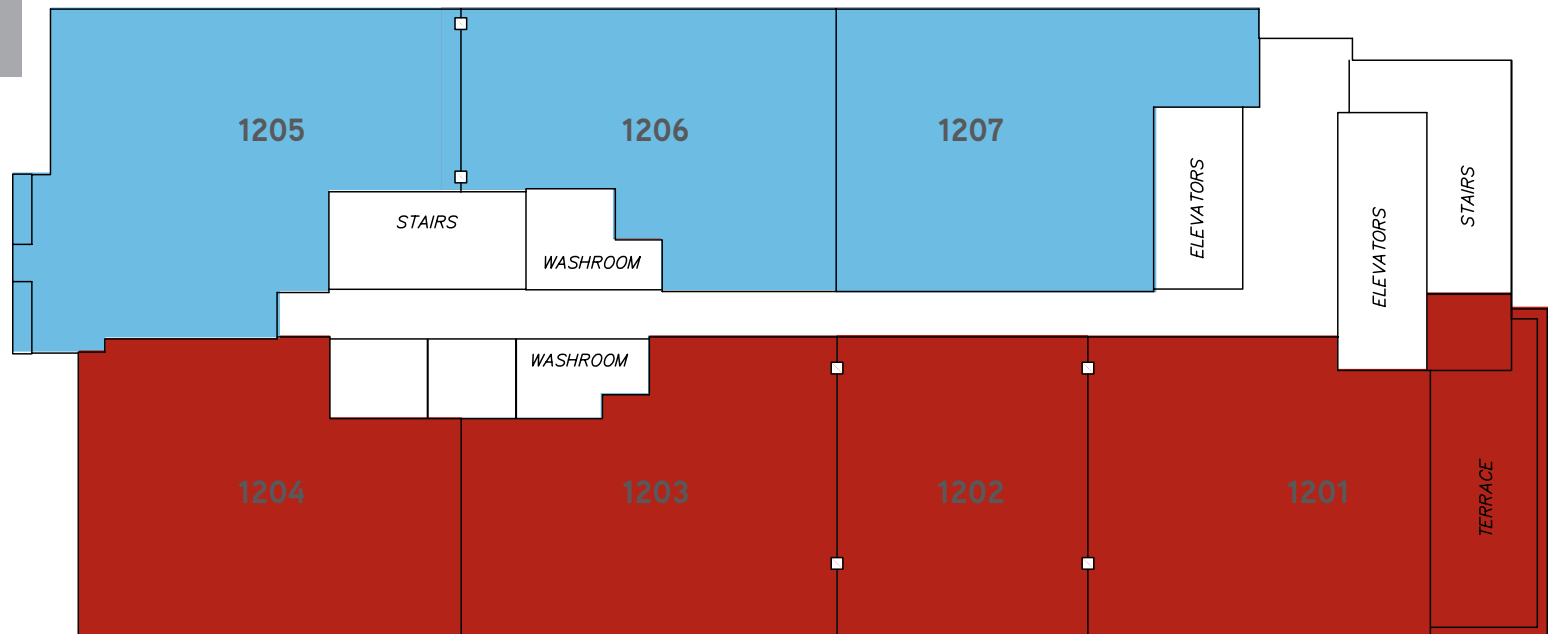 1205
1206
1207
STAIRS
WASHROOM
ELEVATORS
ELEVATORS
STAIRS
WASHROOM
1204
1203
1202
1201
TERRACE